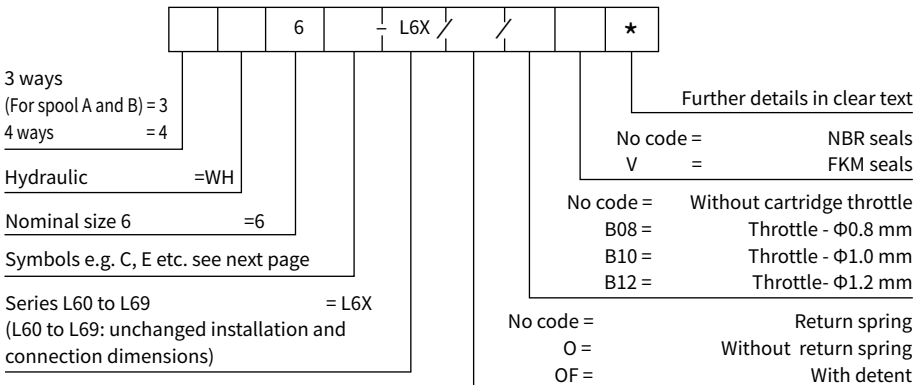 6 – L6X / / *
3 ways
(For spool A and B) = 3
4 ways = 4
Hydraulic =WH
Nominal size 6 =6
Symbols e.g. C, E etc. see next page
Series L60 to L69 = L6X
(L60 to L69: unchanged installation and
connection dimensions)
Further details in clear text
No code = NBR seals
V = FKM seals
No code = Without cartridge throttle
B08 = Throttle - Φ0.8 mm
B10 = Throttle - Φ1.0 mm
B12 = Throttle- Φ1.2 mm
No code = Return spring
O = Without return spring
OF = With detent